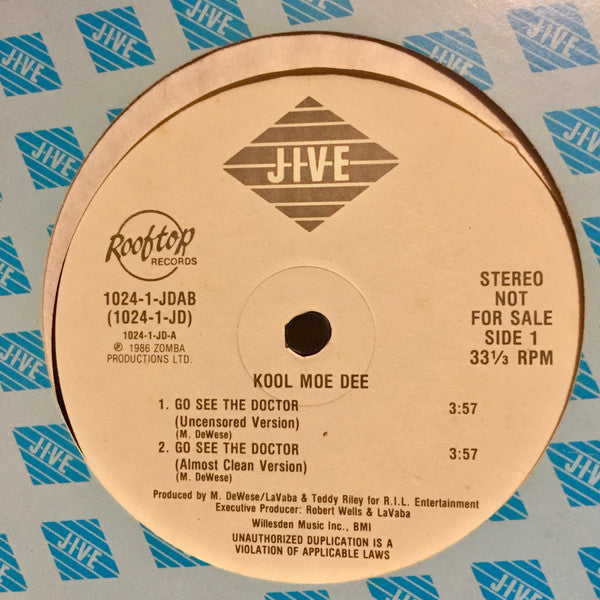 J·I·V·E
Rooftop
RECORDS
1024-1-JDAB
(1024-1-JD)
1024-1-JD-A
℗ 1986 ZOMBA
PRODUCTIONS LTD.
STEREO
NOT
FOR SALE
SIDE 1
33⅓ RPM
KOOL MOE DEE
1. GO SEE THE DOCTOR 3:57
(Uncensored Version)
(M. DeWese)
2. GO SEE THE DOCTOR 3:57
(Almost Clean Version)
(M. DeWese)
Produced by M. DeWese/LaVaba & Teddy Riley for R.I.L. Entertainment
Executive Producer: Robert Wells & LaVaba
Willesden Music Inc., BMI
UNAUTHORIZED DUPLICATION IS A
VIOLATION OF APPLICABLE LAWS
J·I·V·E
J·I·V·E
J·I·V·E
J·I·V·E
J·I·V·E
J·I·V·E
J·I·V·E